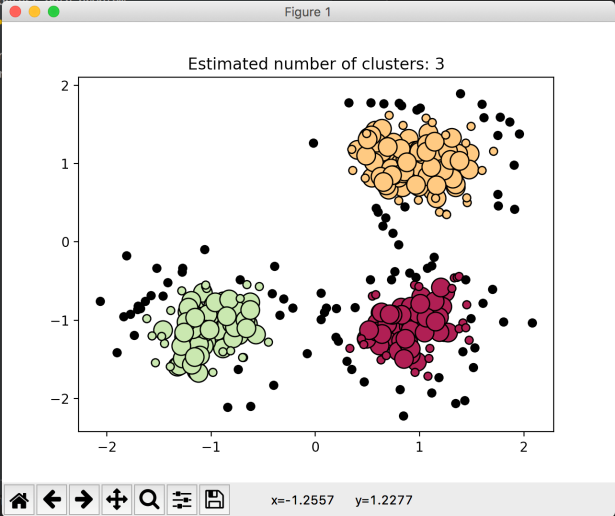 Figure 1
Estimated number of clusters: 3
2
1
0
−1
−2
−2 −1 0 1 2
x=-1.2557 y=1.2277